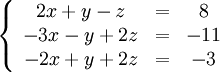 2x + y − z = 8
−3x − y + 2z = −11
−2x + y + 2z = −3